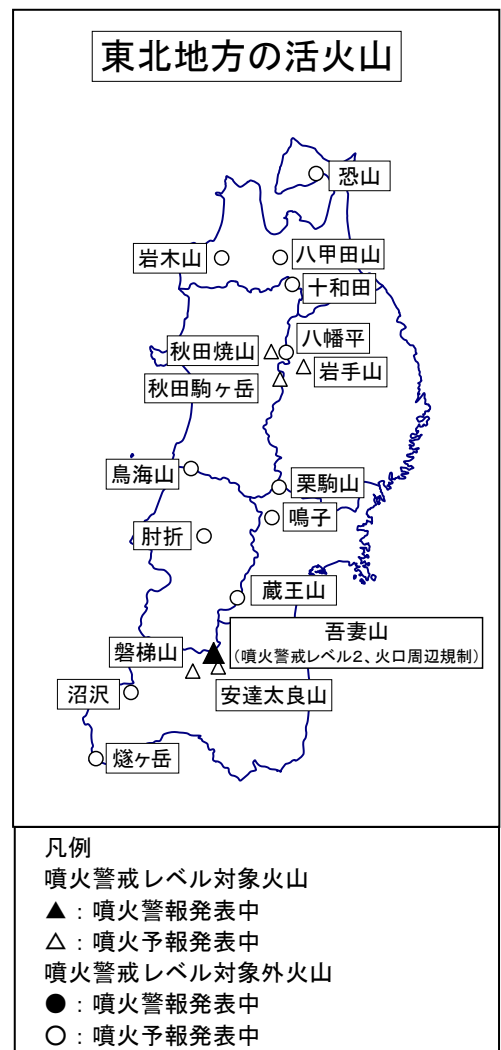 東北地方の活火山
恐山
岩木山
八甲田山
十和田
八幡平
秋田焼山
岩手山
秋田駒ヶ岳
鳥海山
栗駒山
鳴子
肘折
蔵王山
吾妻山
（噴火警戒レベル２、火口周辺規制）
磐梯山
沼沢
安達太良山
燧ヶ岳
凡例
噴火警戒レベル対象火山
▲：噴火警報発表中
△：噴火予報発表中
噴火警戒レベル対象外火山
●：噴火警報発表中
○：噴火予報発表中